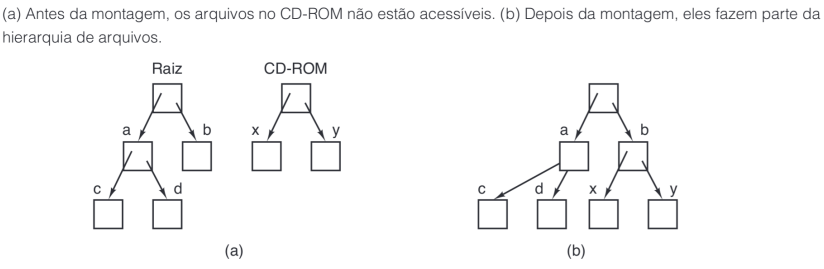 (a) Antes da montagem, os arquivos no CD-ROM não estão acessíveis. (b) Depois da montagem, eles fazem parte da
hierarquia de arquivos.
Raiz CD-ROM
a b x y a b
c d c d x y
(a) (b)